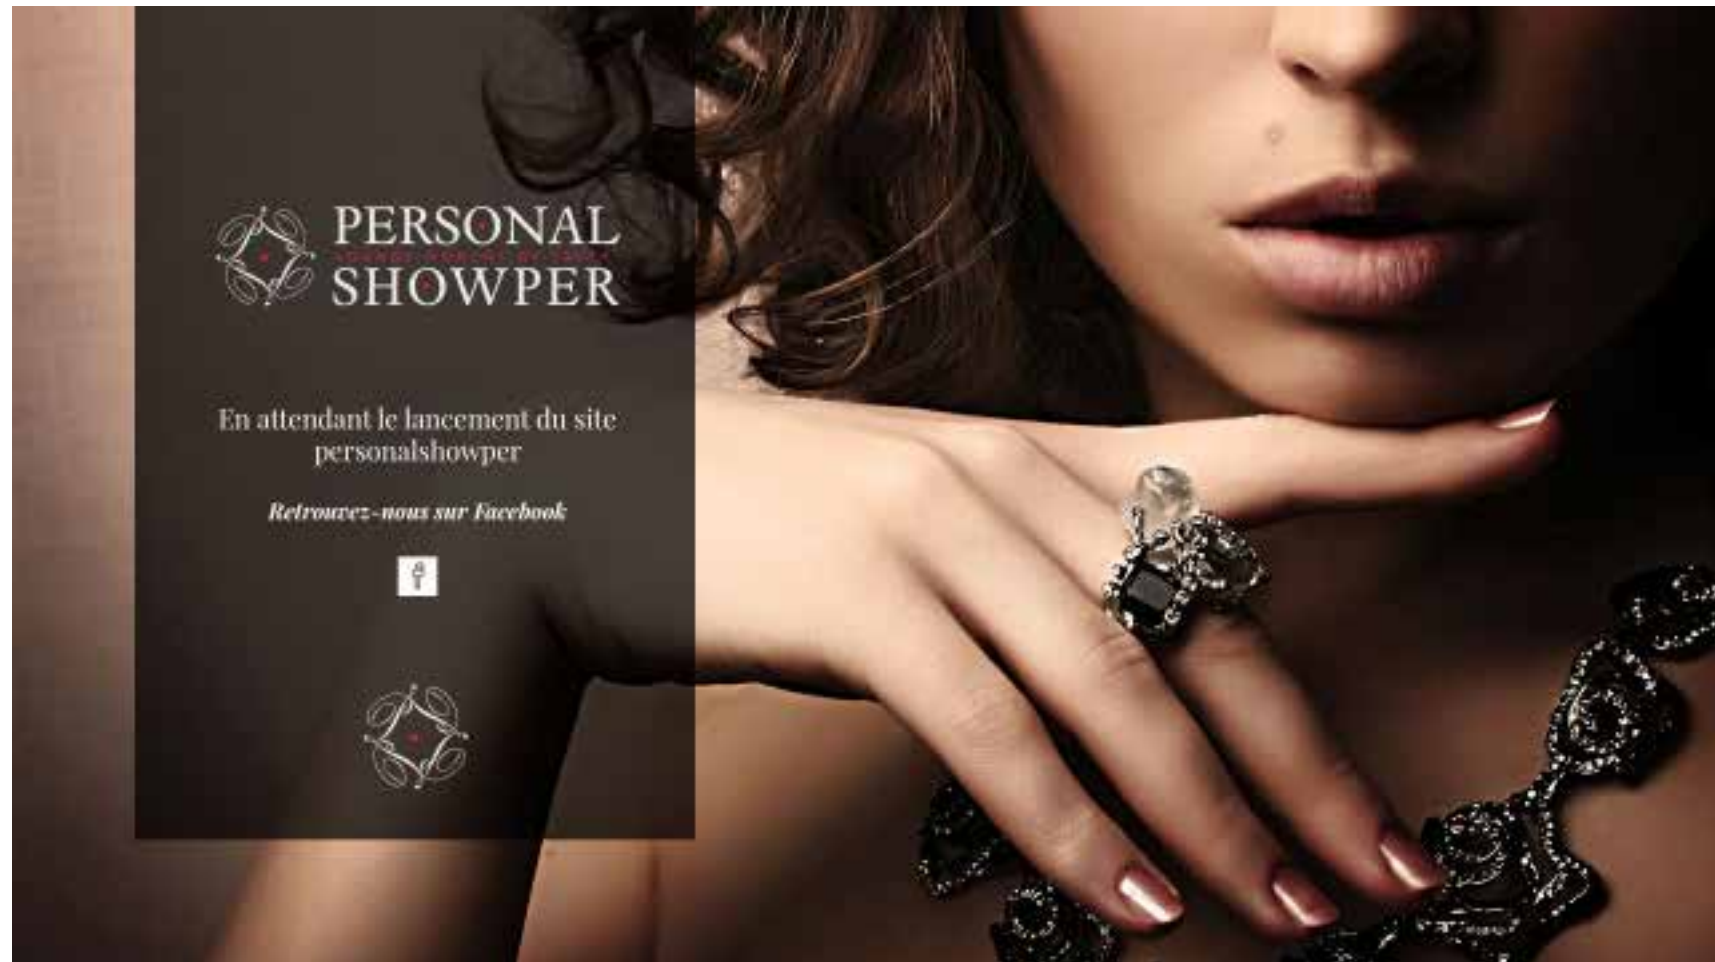 PERSONAL
SHOWPER
En attendant le lancement du site
personalshowper
Retrouvez-nous sur Facebook